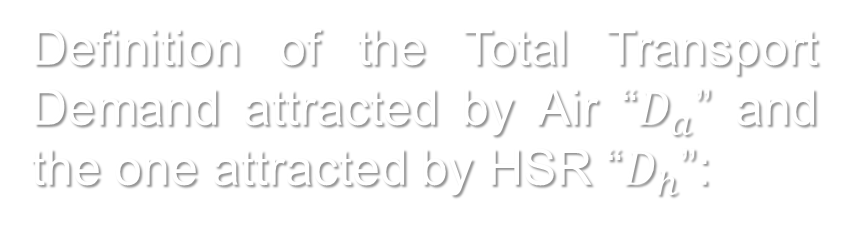 Definition of the Total Transport
Demand attracted by Air “𝐷ₐ” and
the one attracted by HSR “𝐷ₕ”: